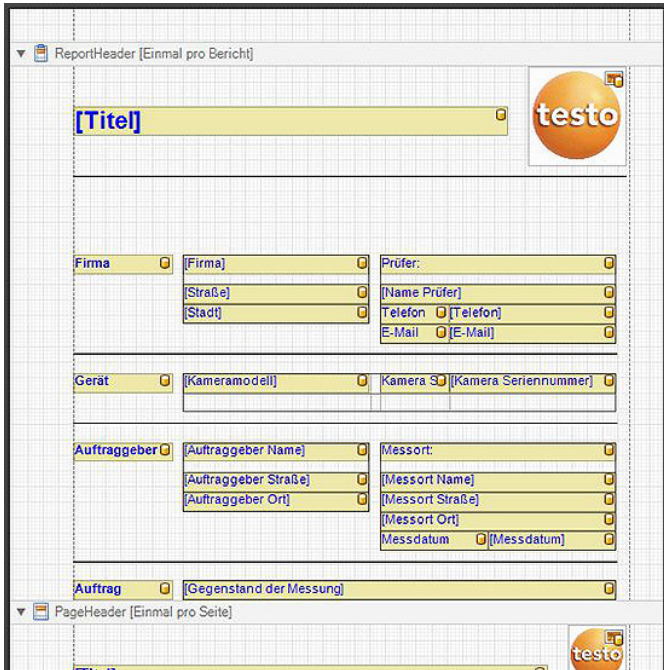 ReportHeader [Einmal pro Bericht]
testo
[Titel]
Firma [Firma] Prüfer:
[Straße] [Name Prüfer]
[Stadt] Telefon [Telefon]
E-Mail [E-Mail]
Gerät [Kameramodell] Kamera S [Kamera Seriennummer]
Auftraggeber [Auftraggeber Name] Messort:
[Auftraggeber Straße] [Messort Name]
[Auftraggeber Ort] [Messort Straße]
[Messort Ort]
Messdatum [Messdatum]
Auftrag [Gegenstand der Messung]
PageHeader [Einmal pro Seite]
testo